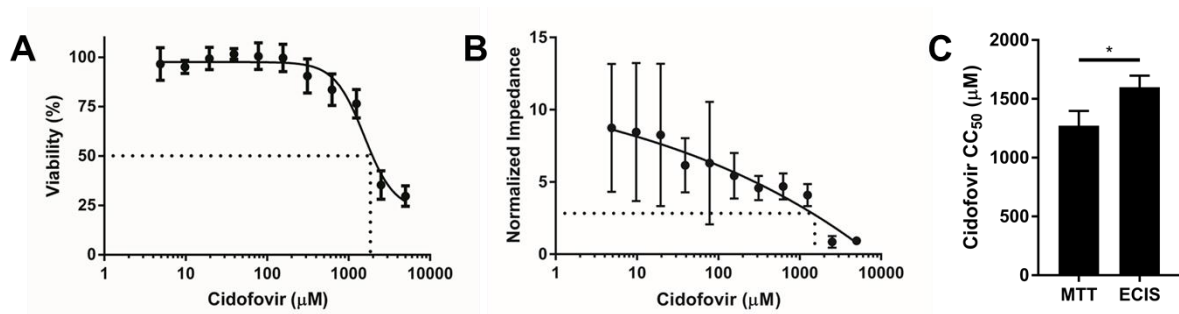 A
Viability (%)
100
75
50
25
0
1
10
100
1000
10000
Cidofovir (μM)
B
Normalized Impedance
15
10
5
0
1
10
100
1000
10000
Cidofovir (μM)
C
Cidofovir CC50 (μM)
2000
1500
1000
500
0
*
MTT
ECIS